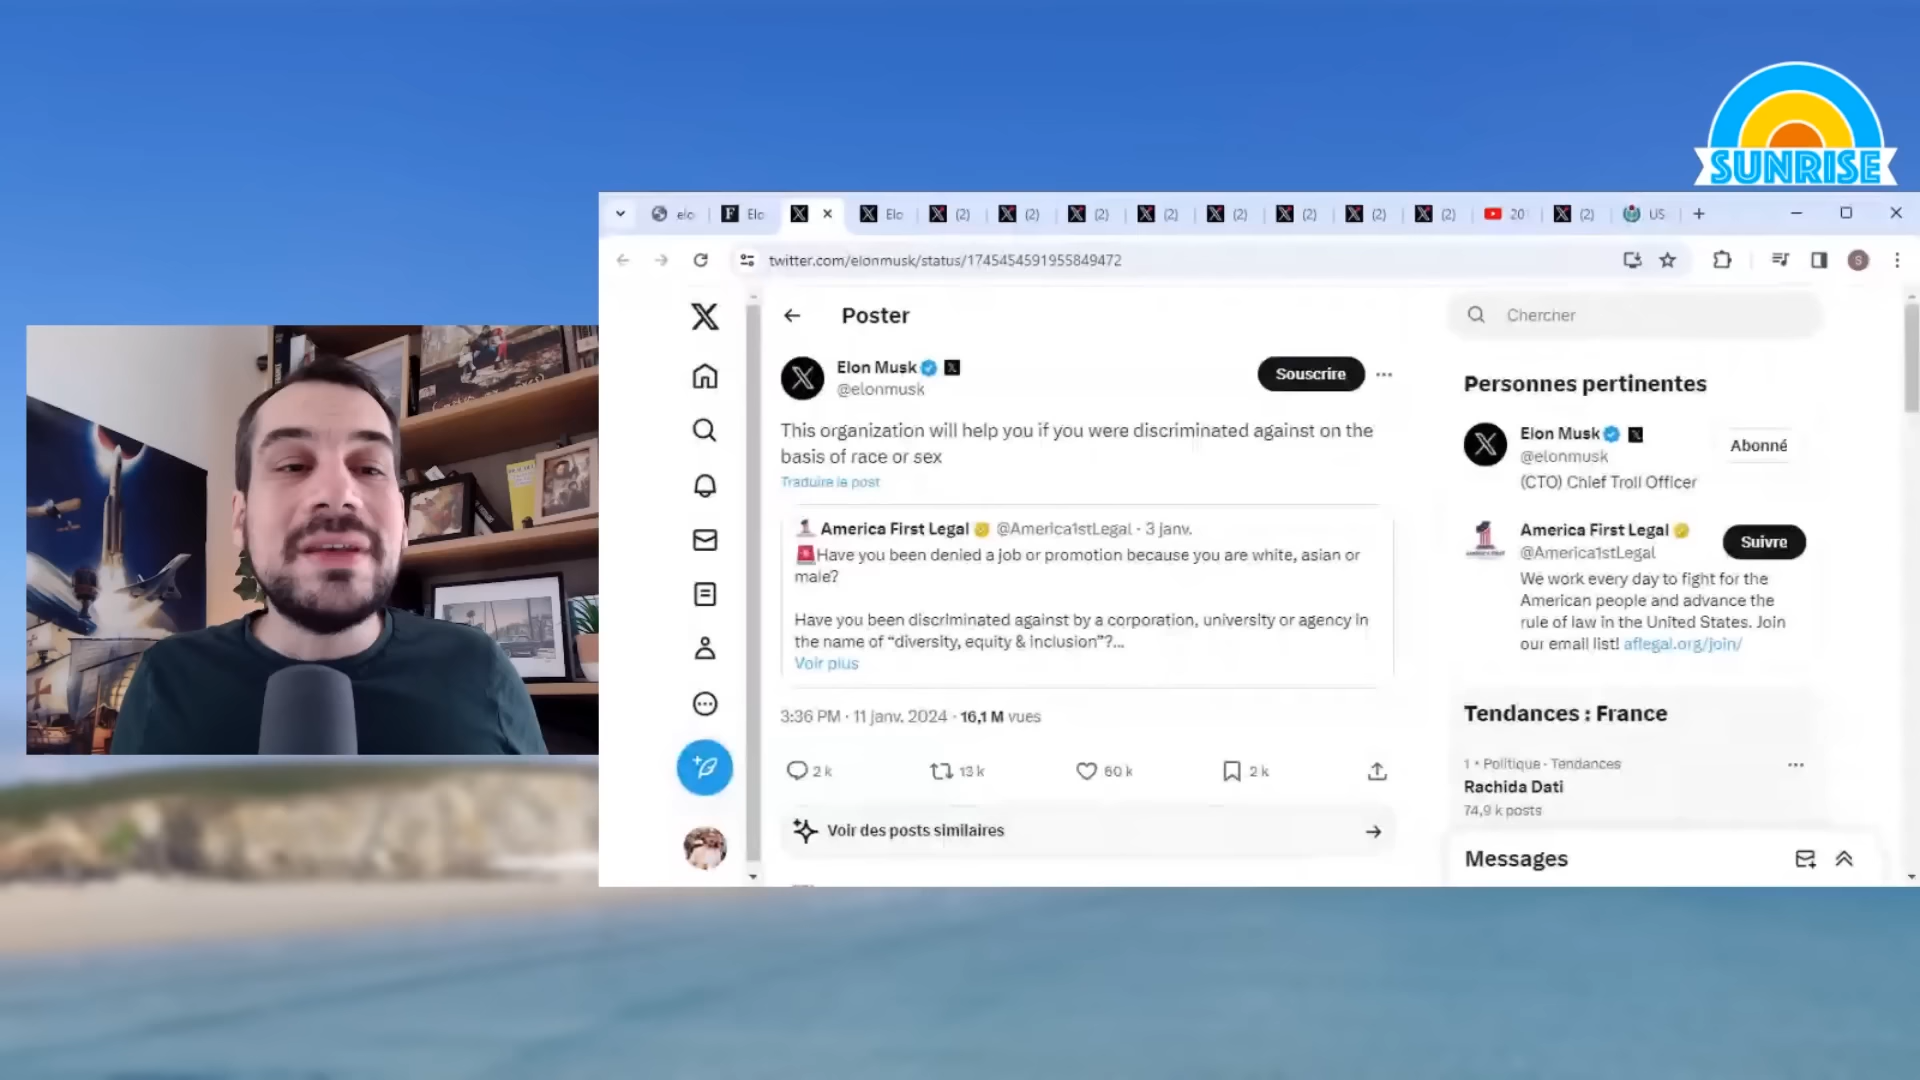 SUNRISE
elo
Elo
Elo
(2)
(2)
(2)
(2)
(2)
(2)
(2)
(2)
20
(2)
US
twitter.com/elonmusk/status/1745454591955849472
S
Poster
Chercher
Elon Musk
@elonmusk
Souscrire
This organization will help you if you were discriminated against on the
basis of race or sex
Traduire le post
America First Legal @America1stLegal · 3 janv.
Have you been denied a job or promotion because you are white, asian or
male?
Have you been discriminated against by a corporation, university or agency in
the name of “diversity, equity & inclusion”?...
Voir plus
3:36 PM · 11 janv. 2024 · 16,1 M vues
2 k
13 k
60 k
2 k
Voir des posts similaires
Personnes pertinentes
Elon Musk
@elonmusk
Abonné
(CTO) Chief Troll Officer
America First Legal
@America1stLegal
Suivre
We work every day to fight for the
American people and advance the
rule of law in the United States. Join
our email list! aflegal.org/join/
Tendances : France
1 · Politique · Tendances
Rachida Dati
74,9 k posts
Messages